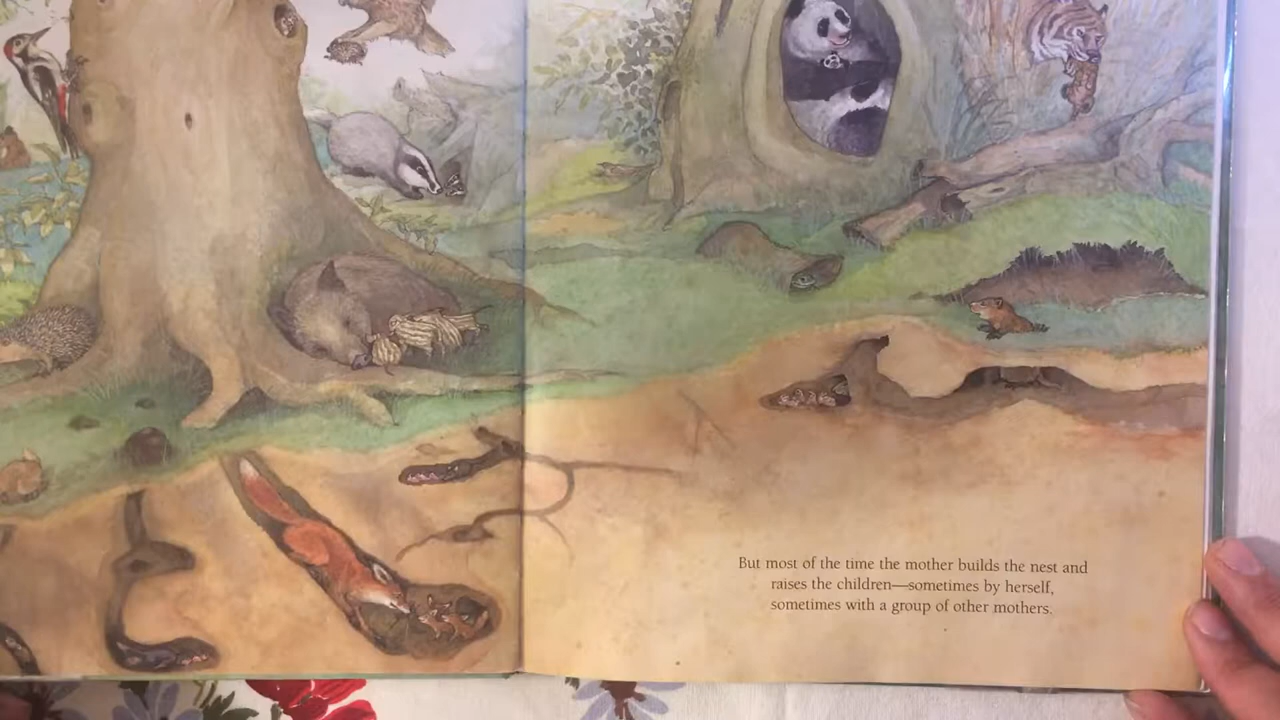 But most of the time the mother builds the nest and
raises the children—sometimes by herself,
sometimes with a group of other mothers.